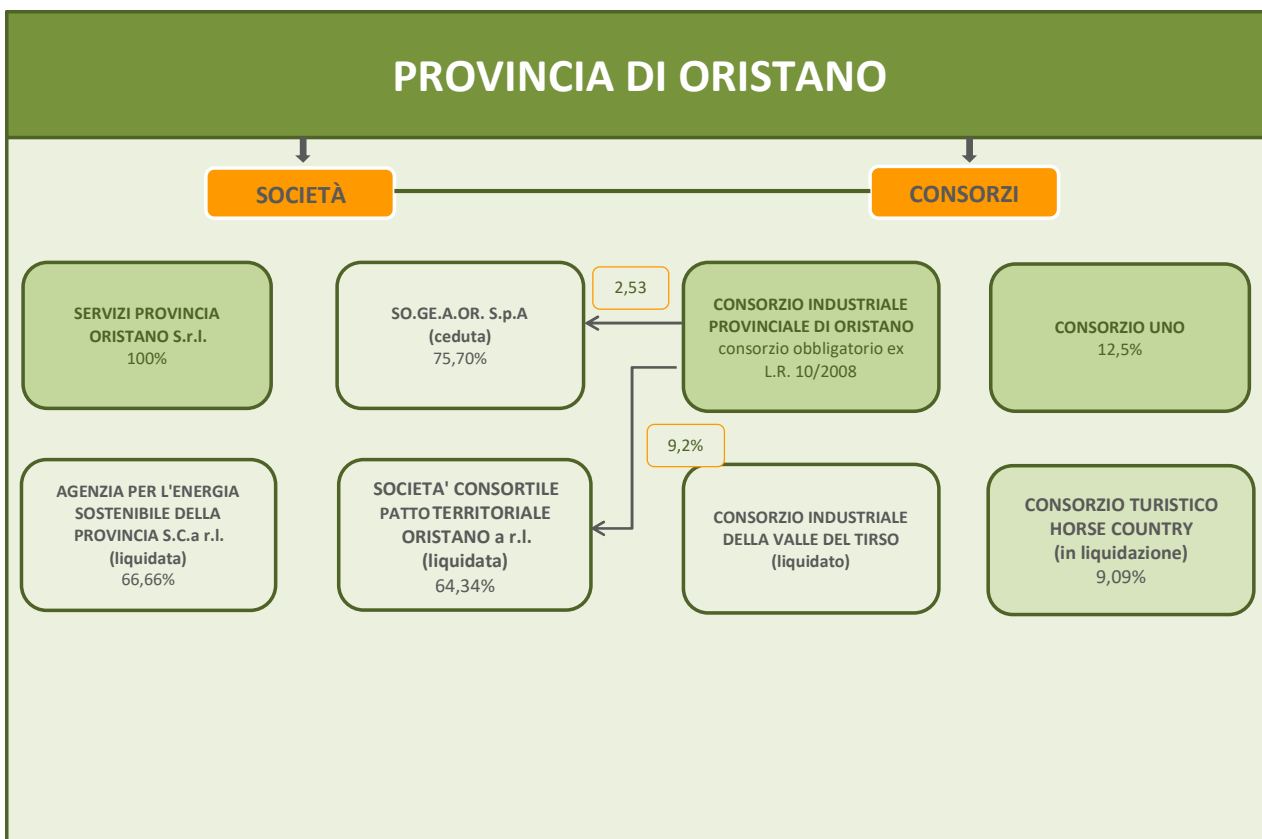 PROVINCIA DI ORISTANO
SOCIETÀ
CONSORZI
SERVIZI PROVINCIA
ORISTANO S.r.l.
100%
SO.GE.A.OR. S.p.A
(ceduta)
75,70%
2,53
CONSORZIO INDUSTRIALE
PROVINCIALE DI ORISTANO
consorzio obbligatorio ex
L.R. 10/2008
CONSORZIO UNO
12,5%
AGENZIA PER L'ENERGIA
SOSTENIBILE DELLA
PROVINCIA S.C.a r.l.
(liquidata)
66,66%
SOCIETA' CONSORTILE
PATTO TERRITORIALE
ORISTANO a r.l.
(liquidata)
64,34%
9,2%
CONSORZIO INDUSTRIALE
DELLA VALLE DEL TIRSO
(liquidato)
CONSORZIO TURISTICO
HORSE COUNTRY
(in liquidazione)
9,09%